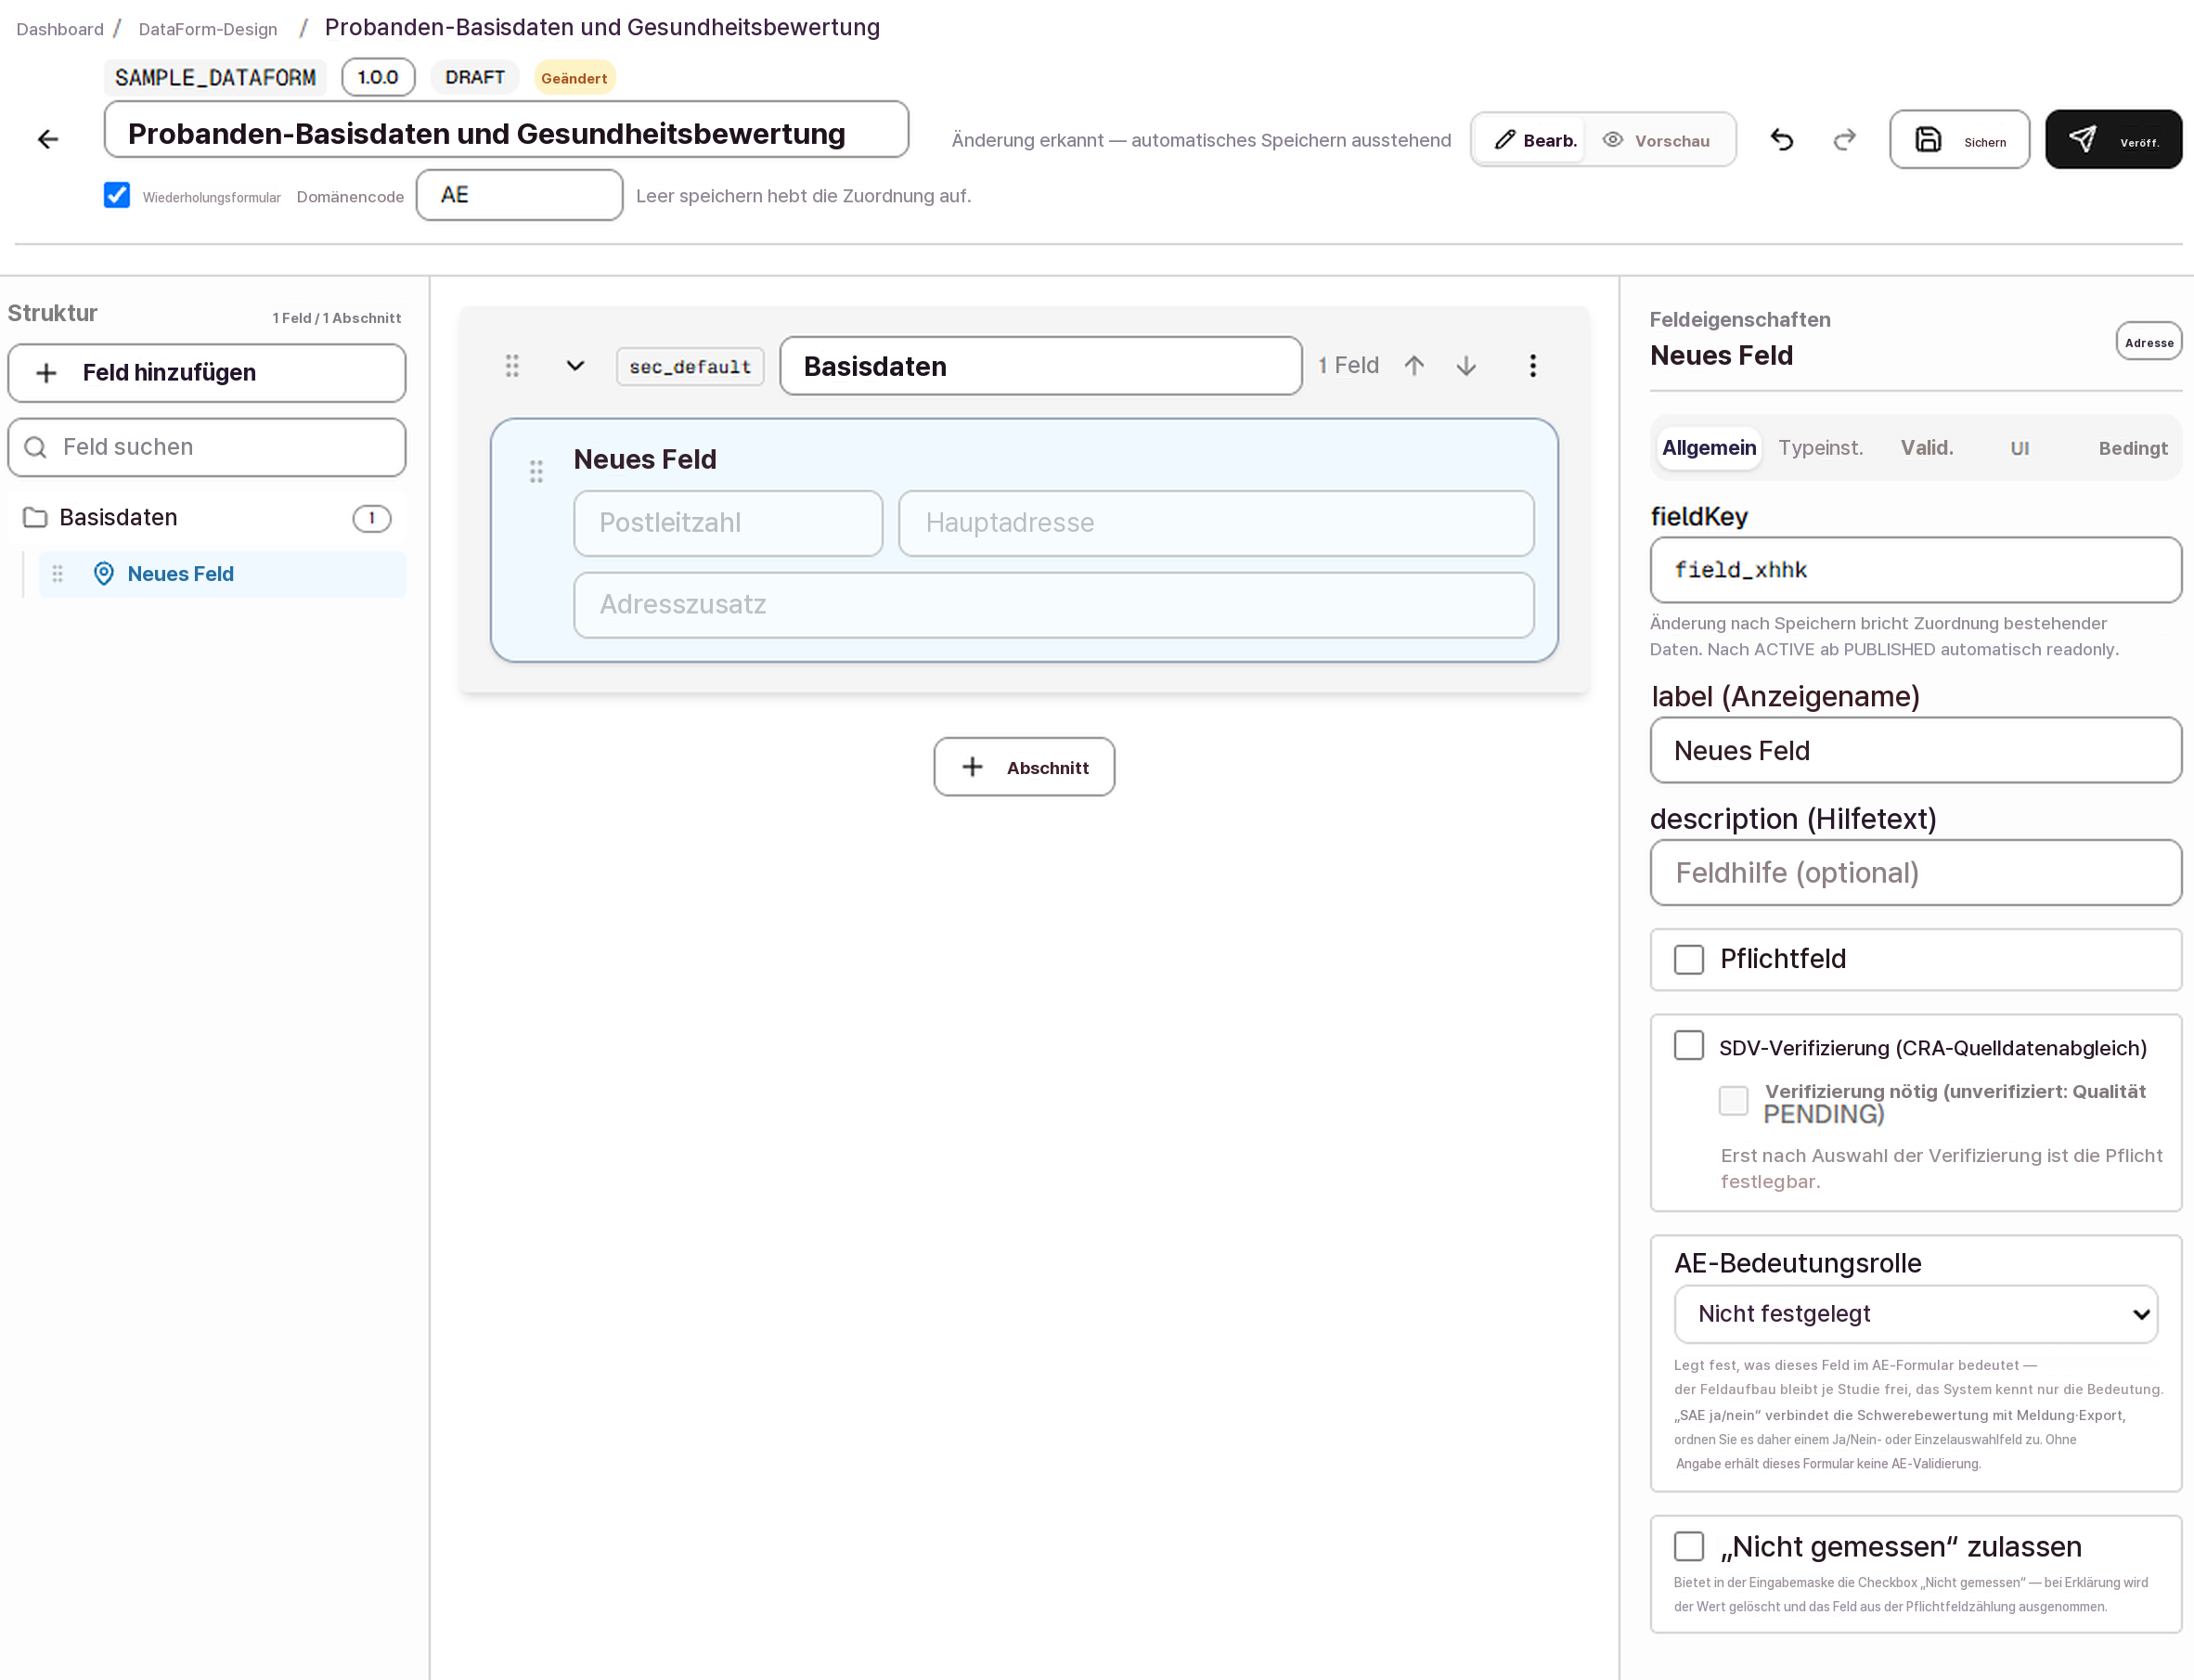 Dashboard / DataForm-Design / Probanden-Basisdaten und Gesundheitsbewertung
SAMPLE_DATAFORM 1.0.0 DRAFT Geändert
Probanden-Basisdaten und Gesundheitsbewertung
Änderung erkannt — automatisches Speichern ausstehend
Bearb. Vorschau
Sichern
Veröff.
Wiederholungsformular Domänencode AE Leer speichern hebt die Zuordnung auf.
Struktur 1 Feld / 1 Abschnitt
Feld hinzufügen
Feld suchen
Basisdaten 1
Neues Feld
sec_default Basisdaten 1 Feld
Neues Feld
Postleitzahl Hauptadresse
Adresszusatz
Abschnitt
Feldeigenschaften
Neues Feld
Adresse
Allgemein Typeinst. Valid. UI Bedingt
fieldKey
field_xhhk
Änderung nach Speichern bricht Zuordnung bestehender
Daten. Nach ACTIVE ab PUBLISHED automatisch readonly.
label (Anzeigename)
Neues Feld
description (Hilfetext)
Feldhilfe (optional)
Pflichtfeld
SDV-Verifizierung (CRA-Quelldatenabgleich)
Verifizierung nötig (unverifiziert: Qualität
PENDING)
Erst nach Auswahl der Verifizierung ist die Pflicht
festlegbar.
AE-Bedeutungsrolle
Nicht festgelegt
Legt fest, was dieses Feld im AE-Formular bedeutet —
der Feldaufbau bleibt je Studie frei, das System kennt nur die Bedeutung.
„SAE ja/nein“ verbindet die Schwerebewertung mit Meldung·Export,
ordnen Sie es daher einem Ja/Nein- oder Einzelauswahlfeld zu. Ohne
Angabe erhält dieses Formular keine AE-Validierung.
„Nicht gemessen“ zulassen
Bietet in der Eingabemaske die Checkbox „Nicht gemessen“ — bei Erklärung wird
der Wert gelöscht und das Feld aus der Pflichtfeldzählung ausgenommen.